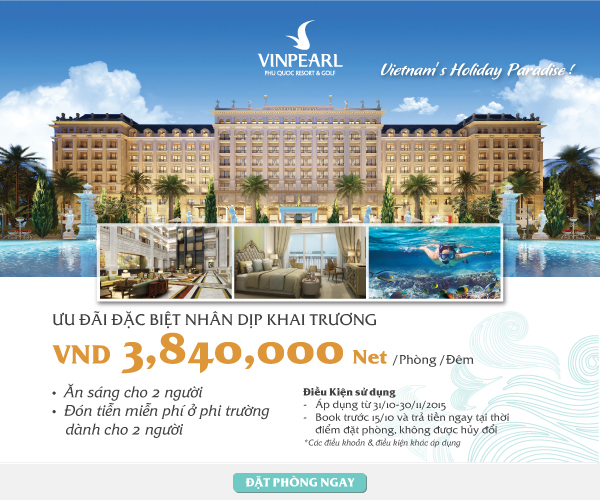 VINPEARL
PHU QUOC RESORT & GOLF
Vietnam's Holiday Paradise !
ƯU ĐÃI ĐẶC BIỆT NHÂN DỊP KHAI TRƯƠNG
VND 3,840,000 Net /Phòng /Đêm
• Ăn sáng cho 2 người
• Đón tiễn miễn phí ở phi trường
dành cho 2 người
Điều Kiện sử dụng
- Áp dụng từ 31/10-30/11/2015
- Book trước 15/10 và trả tiền ngay tại thời
điểm đặt phòng, không được hủy đổi
*Các điều khoản & điều kiện khác áp dụng
ĐẶT PHÒNG NGAY